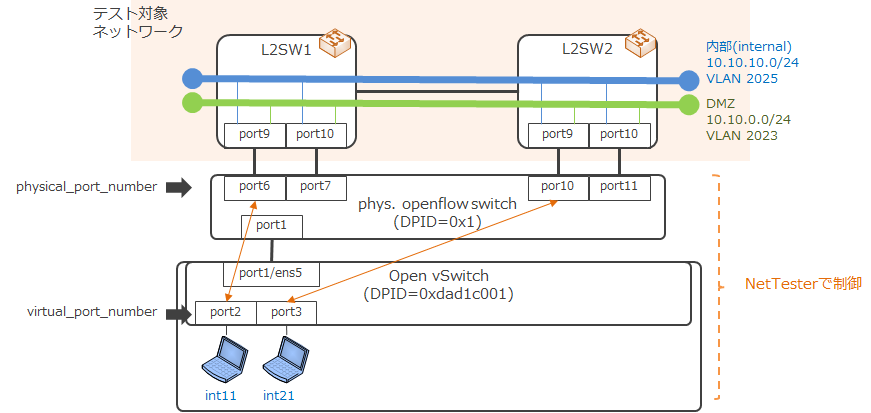 テスト対象
ネットワーク
L2SW1
L2SW2
内部(internal)
10.10.10.0/24
VLAN 2025
DMZ
10.10.0.0/24
VLAN 2023
port9
port10
port9
port10
physical_port_number
port6
port7
por10
port11
phys. openflow switch
(DPID=0x1)
port1
port1/ens5
Open vSwitch
(DPID=0xdad1c001)
NetTesterで制御
virtual_port_number
port2
port3
int11
int21